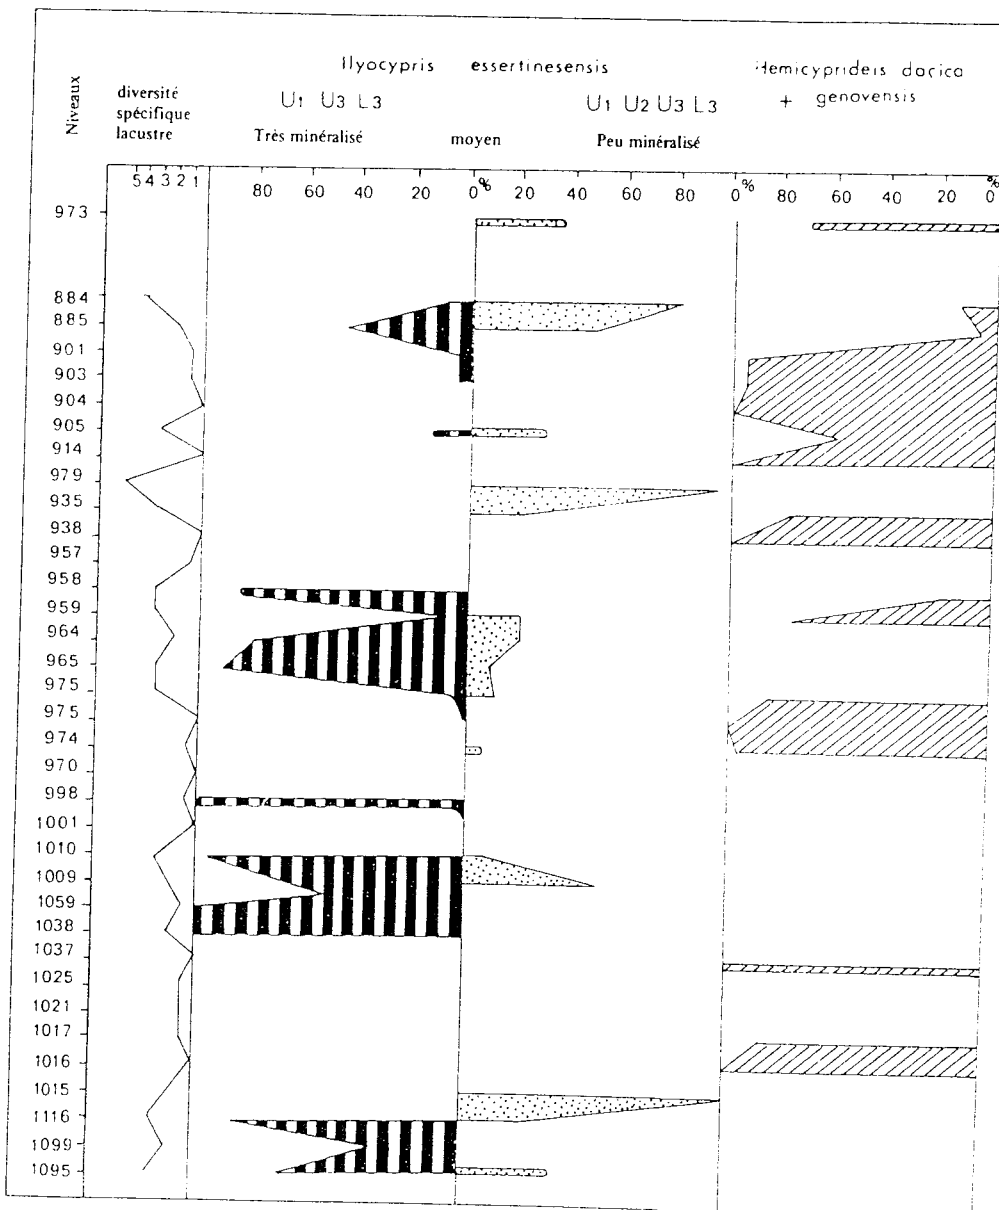 Ilyocypris essertinesensis
Hemicyprideis dacica
+ genovensis
Niveaux
diversité
spécifique
lacustre
U1 U3 L3
Très minéralisé
moyen
U1 U2 U3 L3
Peu minéralisé
5 4 3 2 1
80 60 40 20 0% 20 40 60 80 0% 80 60 40 20 0%
973
884
885
901
903
904
905
914
979
935
938
957
958
959
964
965
975
975
974
970
998
1001
1010
1009
1059
1038
1037
1025
1021
1017
1016
1015
1116
1099
1095